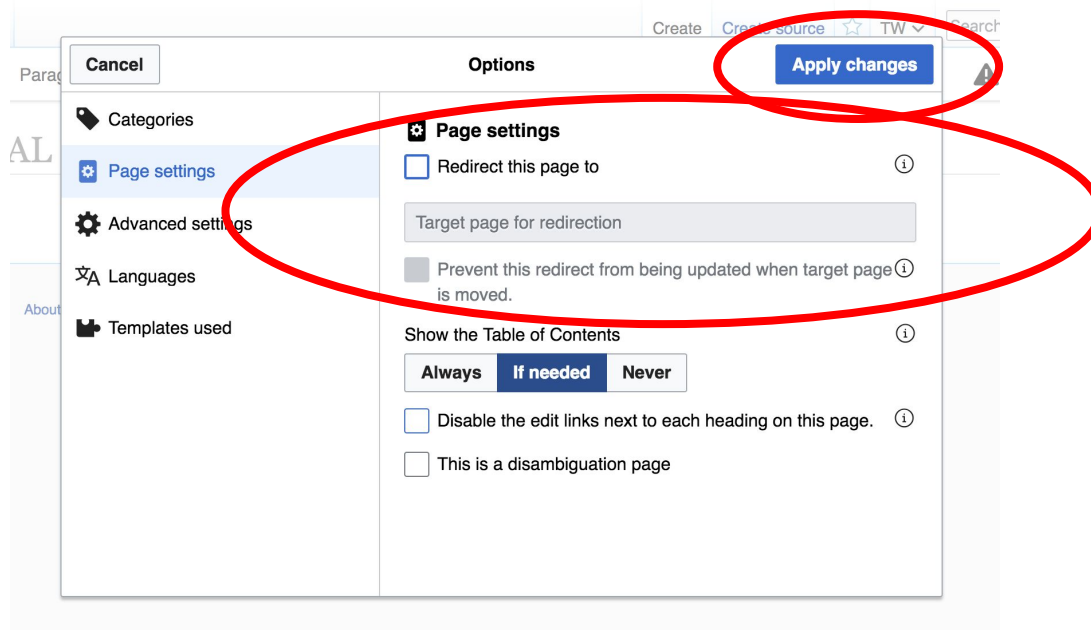 Create Create source TW Search
Parag
Cancel Options Apply changes
AL
Categories
Page settings
Advanced settings
Languages
Templates used
About
Page settings
Redirect this page to
Target page for redirection
Prevent this redirect from being updated when target page
is moved.
Show the Table of Contents
Always If needed Never
Disable the edit links next to each heading on this page.
This is a disambiguation page